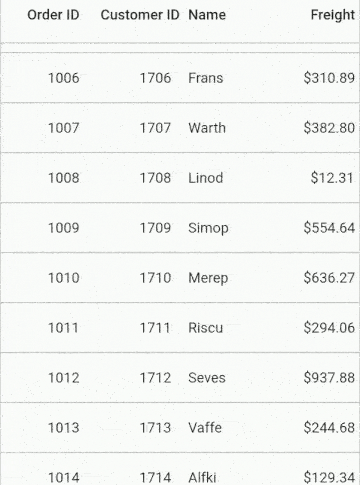 Order ID Customer ID Name Freight
1006 1706 Frans $310.89
1007 1707 Warth $382.80
1008 1708 Linod $12.31
1009 1709 Simop $554.64
1010 1710 Merep $636.27
1011 1711 Riscu $294.06
1012 1712 Seves $937.88
1013 1713 Vaffe $244.68
1014 1714 Alfki $129.34